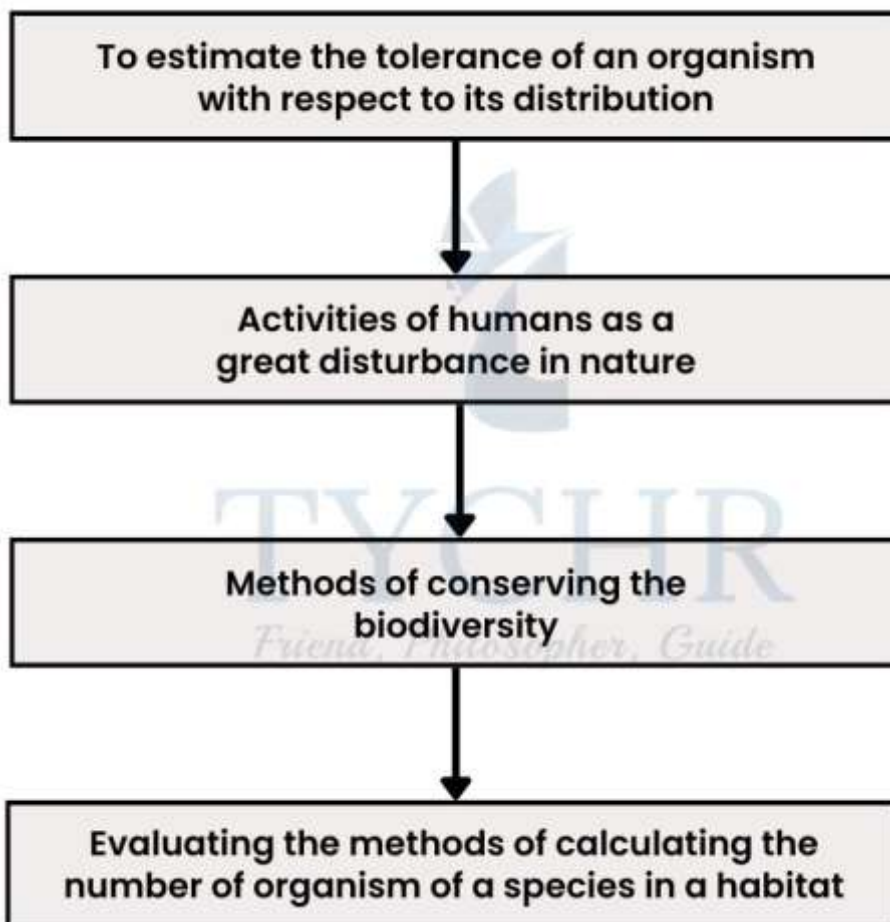 To estimate the tolerance of an organism
with respect to its distribution
Activities of humans as a
great disturbance in nature
TYCHR
Methods of conserving the
biodiversity
Friend, Philosopher, Guide
Evaluating the methods of calculating the
number of organism of a species in a habitat